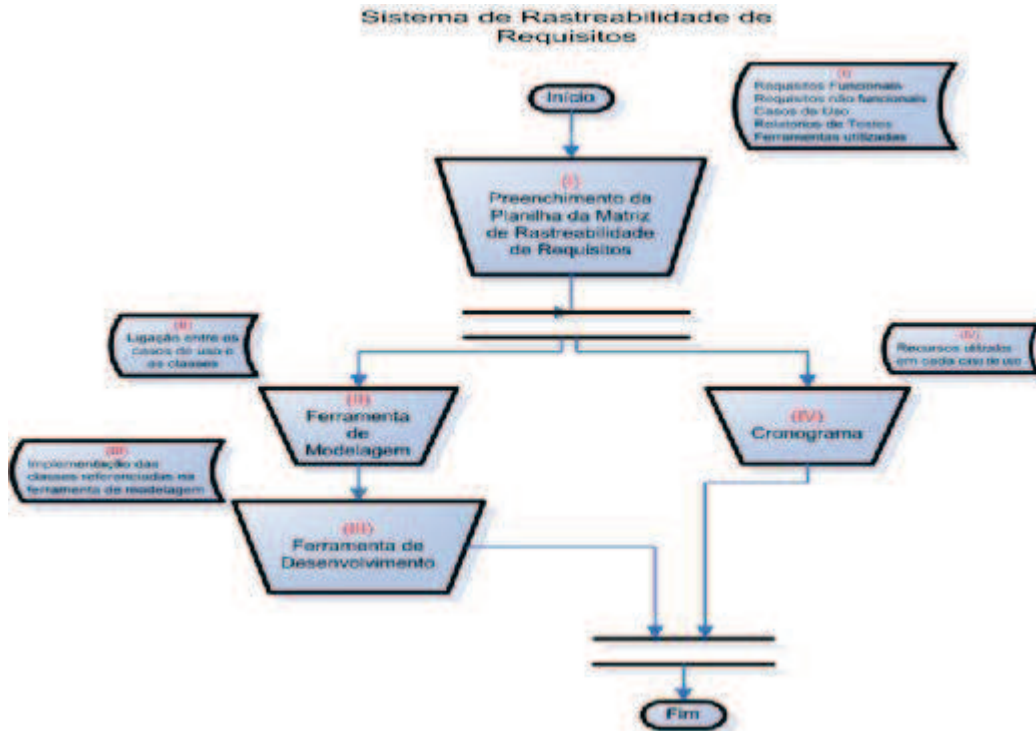 Sistema de Rastreabilidade de
Requisitos
(I)
Requisitos Funcionais
Requisitos não funcionais
Casos de Uso
Relatorios de Testes
Ferramentas utilizadas
Início
(I)
Preenchimento da
Planilha da Matriz
de Rastreabilidade
de Requisitos
(II)
Ligação entre os
casos de uso e
as classes
(IV)
Recursos utilizados
em cada caso de uso
(II)
Ferramenta
de
Modelagem
(IV)
Cronograma
(III)
Implementação das
classes referenciadas na
ferramenta de modelagem
(III)
Ferramenta de
Desenvolvimento
Fim